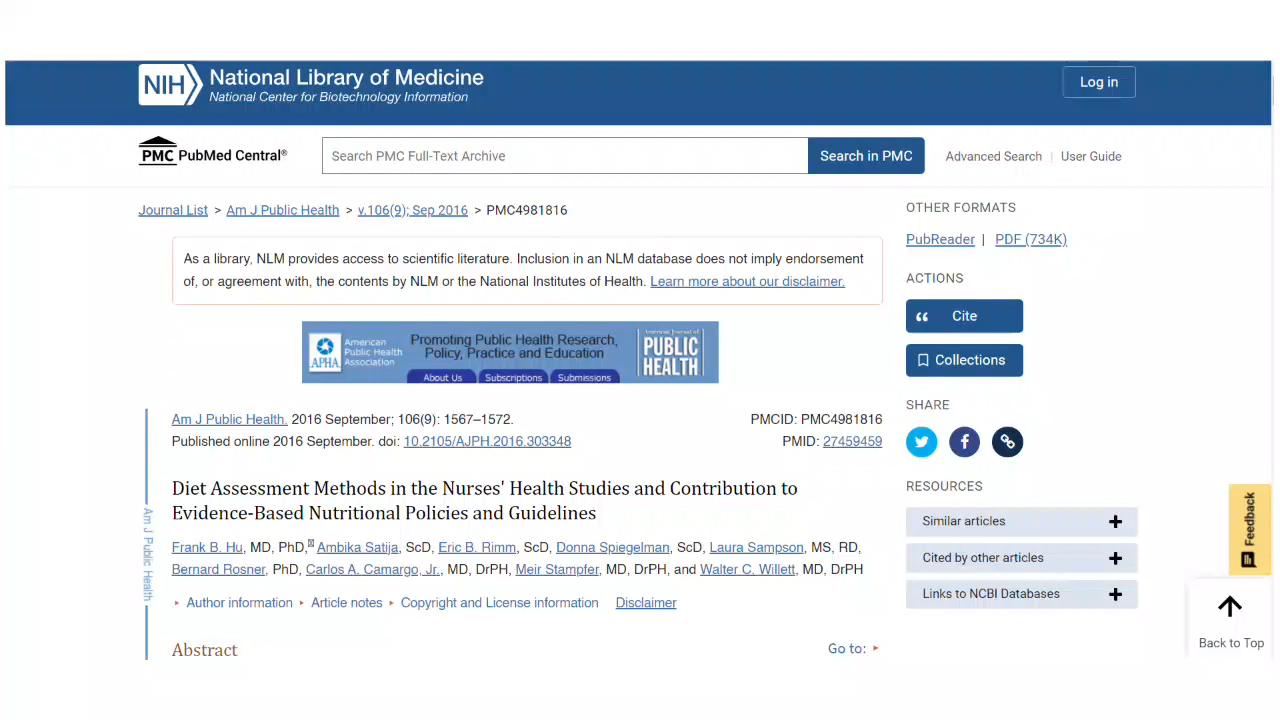 NIH National Library of Medicine
National Center for Biotechnology Information
Log in
PMC PubMed Central®
Search PMC Full-Text Archive
Search in PMC
Advanced Search | User Guide
Journal List > Am J Public Health > v.106(9); Sep 2016 > PMC4981816
As a library, NLM provides access to scientific literature. Inclusion in an NLM database does not imply endorsement
of, or agreement with, the contents by NLM or the National Institutes of Health. Learn more about our disclaimer.
APHA
American
Public Health
Association
Promoting Public Health Research,
Policy, Practice and Education
About Us Subscriptions Submissions
American Journal of
PUBLIC
HEALTH
Am J Public Health. 2016 September; 106(9): 1567–1572.
PMCID: PMC4981816
Published online 2016 September. doi: 10.2105/AJPH.2016.303348
PMID: 27459459
Diet Assessment Methods in the Nurses' Health Studies and Contribution to
Evidence-Based Nutritional Policies and Guidelines
Frank B. Hu, MD, PhD, Ambika Satija, ScD, Eric B. Rimm, ScD, Donna Spiegelman, ScD, Laura Sampson, MS, RD,
Bernard Rosner, PhD, Carlos A. Camargo, Jr., MD, DrPH, Meir Stampfer, MD, DrPH, and Walter C. Willett, MD, DrPH
Author information Article notes Copyright and License information Disclaimer
Abstract
Go to:
Am J Public Health
OTHER FORMATS
PubReader | PDF (734K)
ACTIONS
Cite
Collections
SHARE
RESOURCES
Similar articles
Cited by other articles
Links to NCBI Databases
Feedback
Back to Top